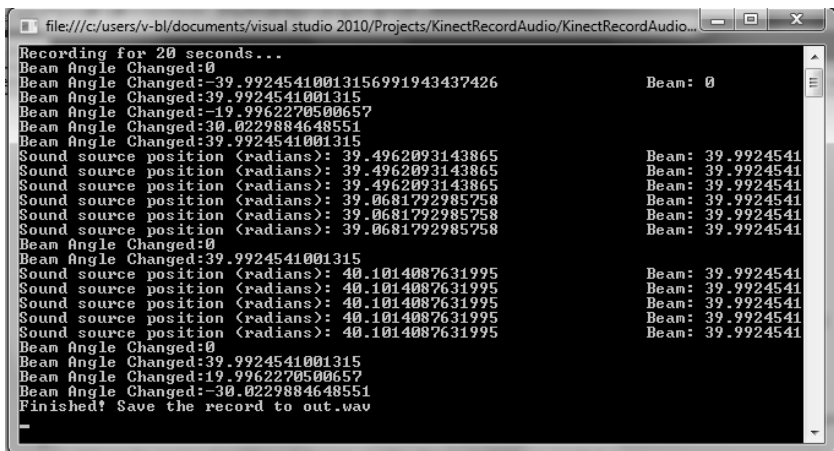 file:///c:/users/v-bl/documents/visual studio 2010/Projects/KinectRecordAudio/KinectRecordAudio...
Recording for 20 seconds...
Beam Angle Changed:0
Beam Angle Changed:-39.99245410013156991943437426 Beam: 0
Beam Angle Changed:39.9924541001315
Beam Angle Changed:-19.9962270500657
Beam Angle Changed:30.0229884648551
Beam Angle Changed:39.9924541001315
Sound source position (radians): 39.4962093143865 Beam: 39.9924541
Sound source position (radians): 39.4962093143865 Beam: 39.9924541
Sound source position (radians): 39.4962093143865 Beam: 39.9924541
Sound source position (radians): 39.0681792985758 Beam: 39.9924541
Sound source position (radians): 39.0681792985758 Beam: 39.9924541
Sound source position (radians): 39.0681792985758 Beam: 39.9924541
Beam Angle Changed:0
Beam Angle Changed:39.9924541001315
Sound source position (radians): 40.1014087631995 Beam: 39.9924541
Sound source position (radians): 40.1014087631995 Beam: 39.9924541
Sound source position (radians): 40.1014087631995 Beam: 39.9924541
Sound source position (radians): 40.1014087631995 Beam: 39.9924541
Sound source position (radians): 40.1014087631995 Beam: 39.9924541
Beam Angle Changed:0
Beam Angle Changed:39.9924541001315
Beam Angle Changed:19.9962270500657
Beam Angle Changed:-30.0229884648551
Finished! Save the record to out.wav